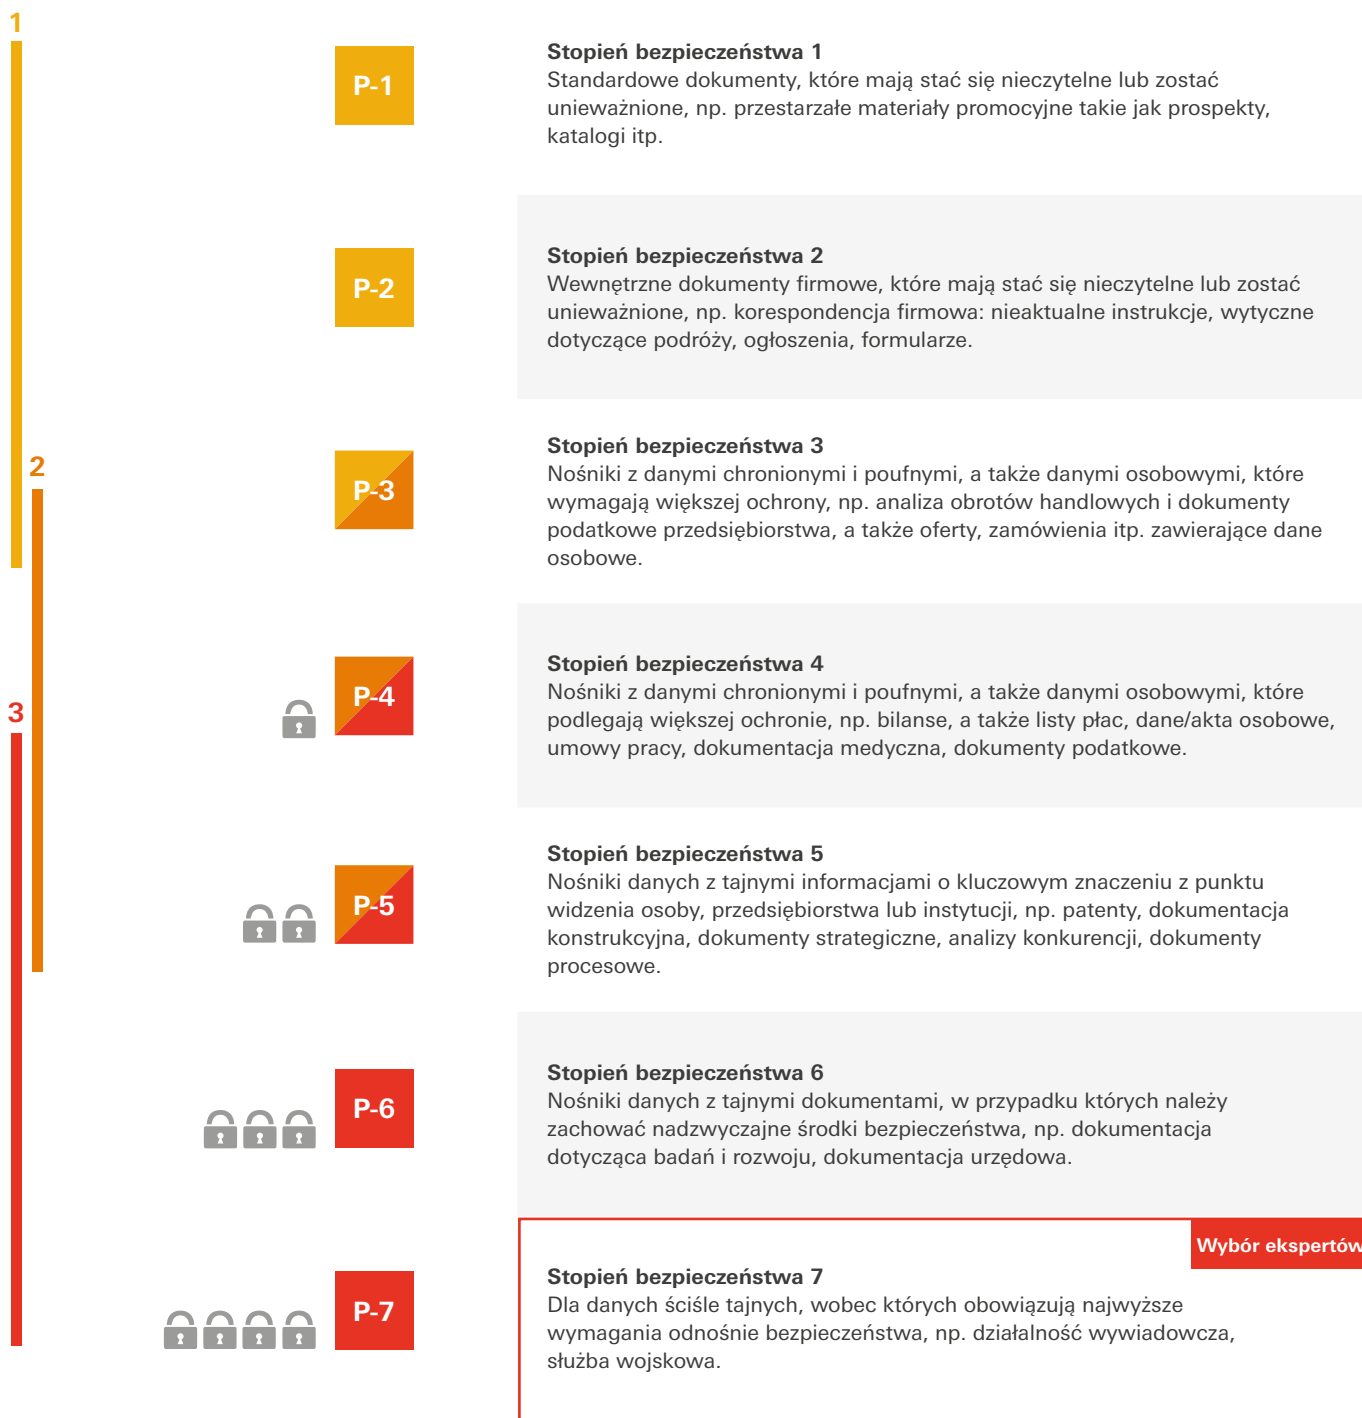 1
P-1
Stopień bezpieczeństwa 1
Standardowe dokumenty, które mają stać się nieczytelne lub zostać
unieważnione, np. przestarzałe materiały promocyjne takie jak prospekty,
katalogi itp.
P-2
Stopień bezpieczeństwa 2
Wewnętrzne dokumenty firmowe, które mają stać się nieczytelne lub zostać
unieważnione, np. korespondencja firmowa: nieaktualne instrukcje, wytyczne
dotyczące podróży, ogłoszenia, formularze.
2
P-3
Stopień bezpieczeństwa 3
Nośniki z danymi chronionymi i poufnymi, a także danymi osobowymi, które
wymagają większej ochrony, np. analiza obrotów handlowych i dokumenty
podatkowe przedsiębiorstwa, a także oferty, zamówienia itp. zawierające dane
osobowe.
3
P-4
Stopień bezpieczeństwa 4
Nośniki z danymi chronionymi i poufnymi, a także danymi osobowymi, które
podlegają większej ochronie, np. bilanse, a także listy płac, dane/akta osobowe,
umowy pracy, dokumentacja medyczna, dokumenty podatkowe.
P-5
Stopień bezpieczeństwa 5
Nośniki danych z tajnymi informacjami o kluczowym znaczeniu z punktu
widzenia osoby, przedsiębiorstwa lub instytucji, np. patenty, dokumentacja
konstrukcyjna, dokumenty strategiczne, analizy konkurencji, dokumenty
procesowe.
P-6
Stopień bezpieczeństwa 6
Nośniki danych z tajnymi dokumentami, w przypadku których należy
zachować nadzwyczajne środki bezpieczeństwa, np. dokumentacja
dotycząca badań i rozwoju, dokumentacja urzędowa.
Wybór ekspertów
P-7
Stopień bezpieczeństwa 7
Dla danych ściśle tajnych, wobec których obowiązują najwyższe
wymagania odnośnie bezpieczeństwa, np. działalność wywiadowcza,
służba wojskowa.